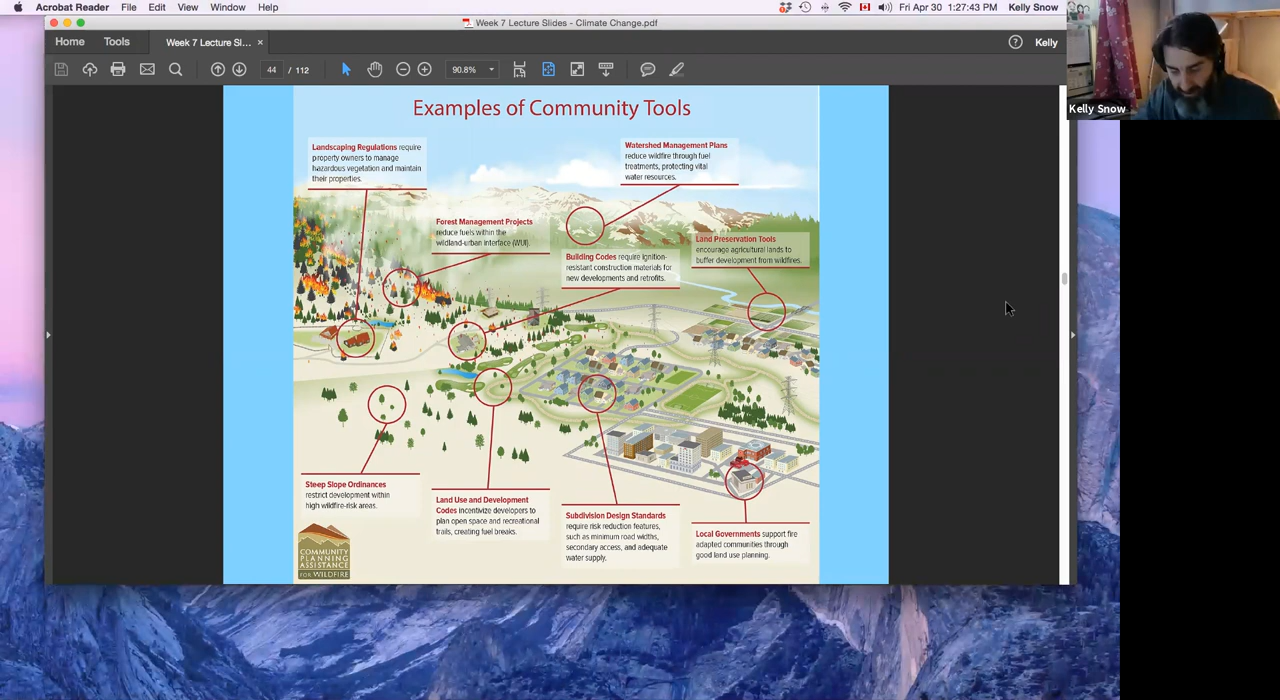 Acrobat Reader File Edit View Window Help
Fri Apr 30 1:27:43 PM Kelly Snow
Week 7 Lecture Slides - Climate Change.pdf
Home Tools Week 7 Lecture Sl... × Kelly
44 / 112 90.8%
Kelly Snow
Examples of Community Tools
Landscaping Regulations require
property owners to manage
hazardous vegetation and maintain
their properties.
Watershed Management Plans
reduce wildfire through fuel
treatments, protecting vital
water resources.
Forest Management Projects
reduce fuels within the
wildland-urban interface (WUI).
Land Preservation Tools
encourage agricultural lands to
buffer development from wildfires.
Building Codes require ignition-
resistant construction materials for
new developments and retrofits.
Steep Slope Ordinances
restrict development within
high wildfire-risk areas.
Land Use and Development
Codes incentivize developers to
plan open space and recreational
trails, creating fuel breaks.
Subdivision Design Standards
require risk reduction features,
such as minimum road widths,
secondary access, and adequate
water supply.
Local Governments support fire
adapted communities through
good land use planning.
COMMUNITY
PLANNING
ASSISTANCE
FOR WILDFIRE